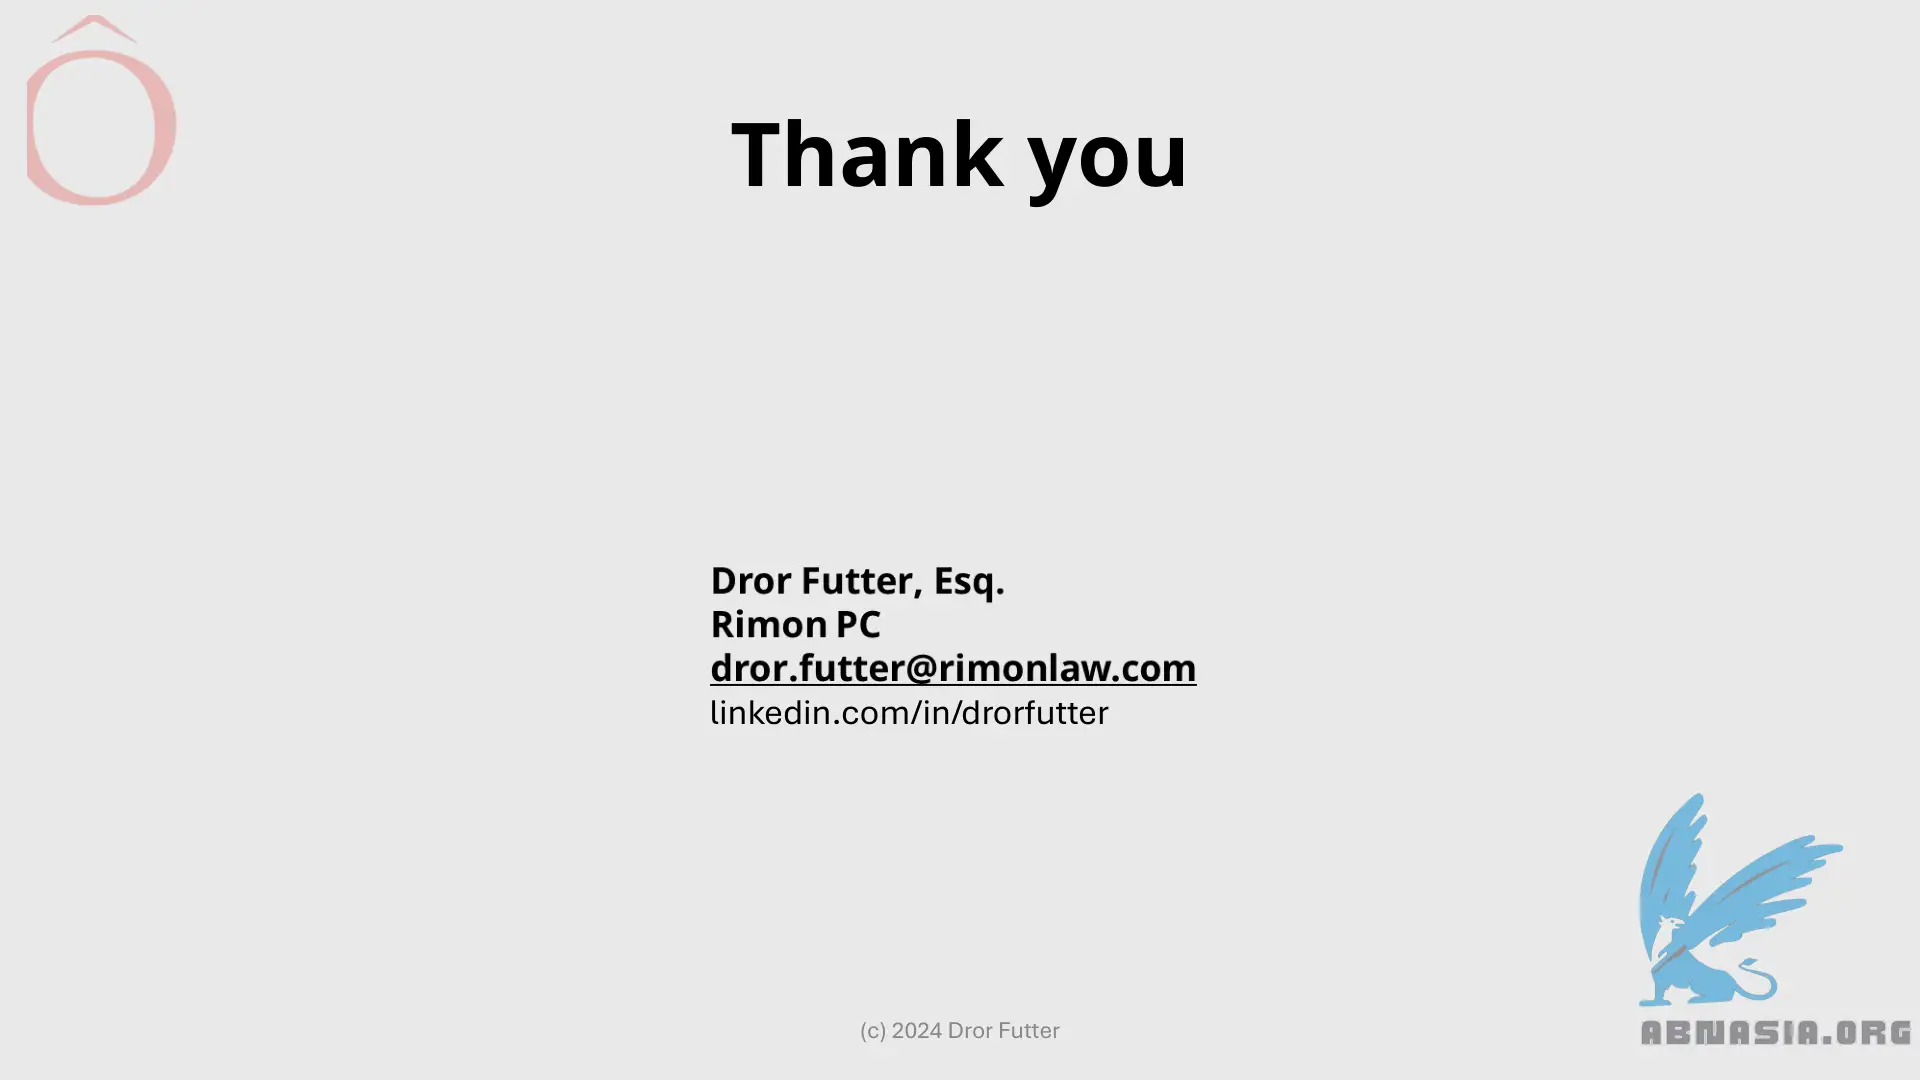 Ô
Thank you
Dror Futter, Esq.
Rimon PC
dror.futter@rimonlaw.com
linkedin.com/in/drorfutter
(c) 2024 Dror Futter
ABNASIA.ORG